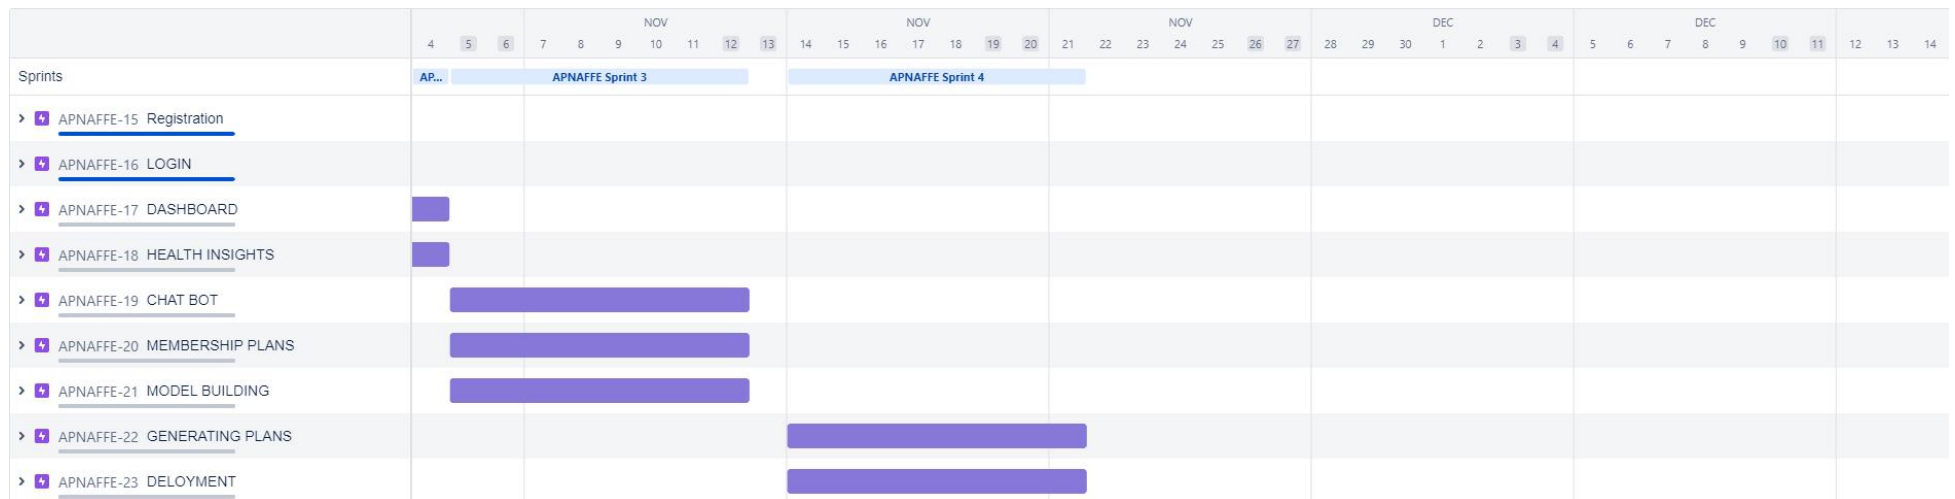 NOV NOV NOV DEC DEC
4 5 6 7 8 9 10 11 12 13 14 15 16 17 18 19 20 21 22 23 24 25 26 27 28 29 30 1 2 3 4 5 6 7 8 9 10 11 12 13 14
Sprints AP... APNAFFE Sprint 3 APNAFFE Sprint 4
APNAFFE-15 Registration
APNAFFE-16 LOGIN
APNAFFE-17 DASHBOARD
APNAFFE-18 HEALTH INSIGHTS
APNAFFE-19 CHAT BOT
APNAFFE-20 MEMBERSHIP PLANS
APNAFFE-21 MODEL BUILDING
APNAFFE-22 GENERATING PLANS
APNAFFE-23 DELOYMENT